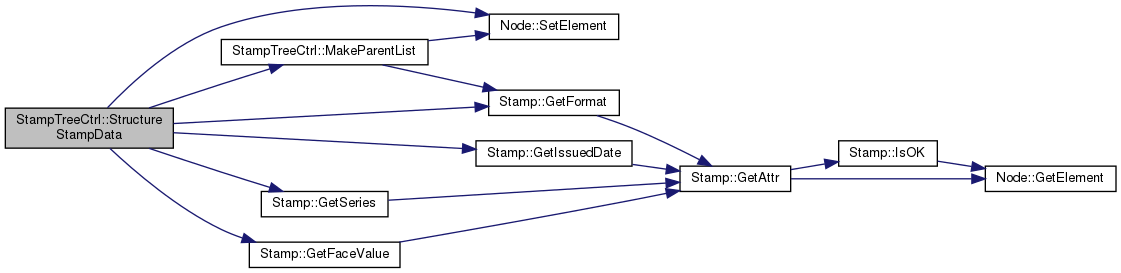 Node::SetElement
StampTreeCtrl::MakeParentList
Stamp::GetFormat
StampTreeCtrl::Structure
StampData
Stamp::GetIssuedDate
Stamp::IsOK
Stamp::GetAttr
Node::GetElement
Stamp::GetSeries
Stamp::GetFaceValue